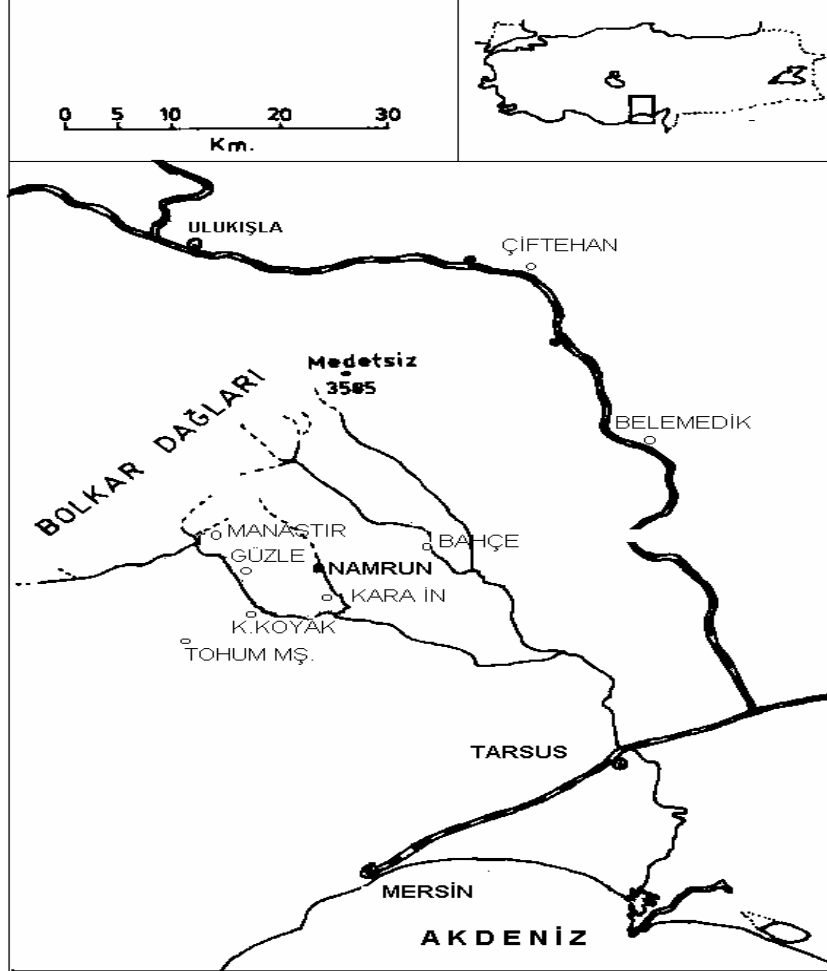 0 5 10 20 30
Km.
ULUKIŞLA
ÇİFTEHAN
Medetsiz
3585
BOLKAR DAĞLARI
BELEMEDİK
MANASTIR
BAHÇE
GÜZLE
NAMRUN
KARA İN
K.KOYAK
TOHUM MŞ.
TARSUS
MERSİN
AKDENİZ